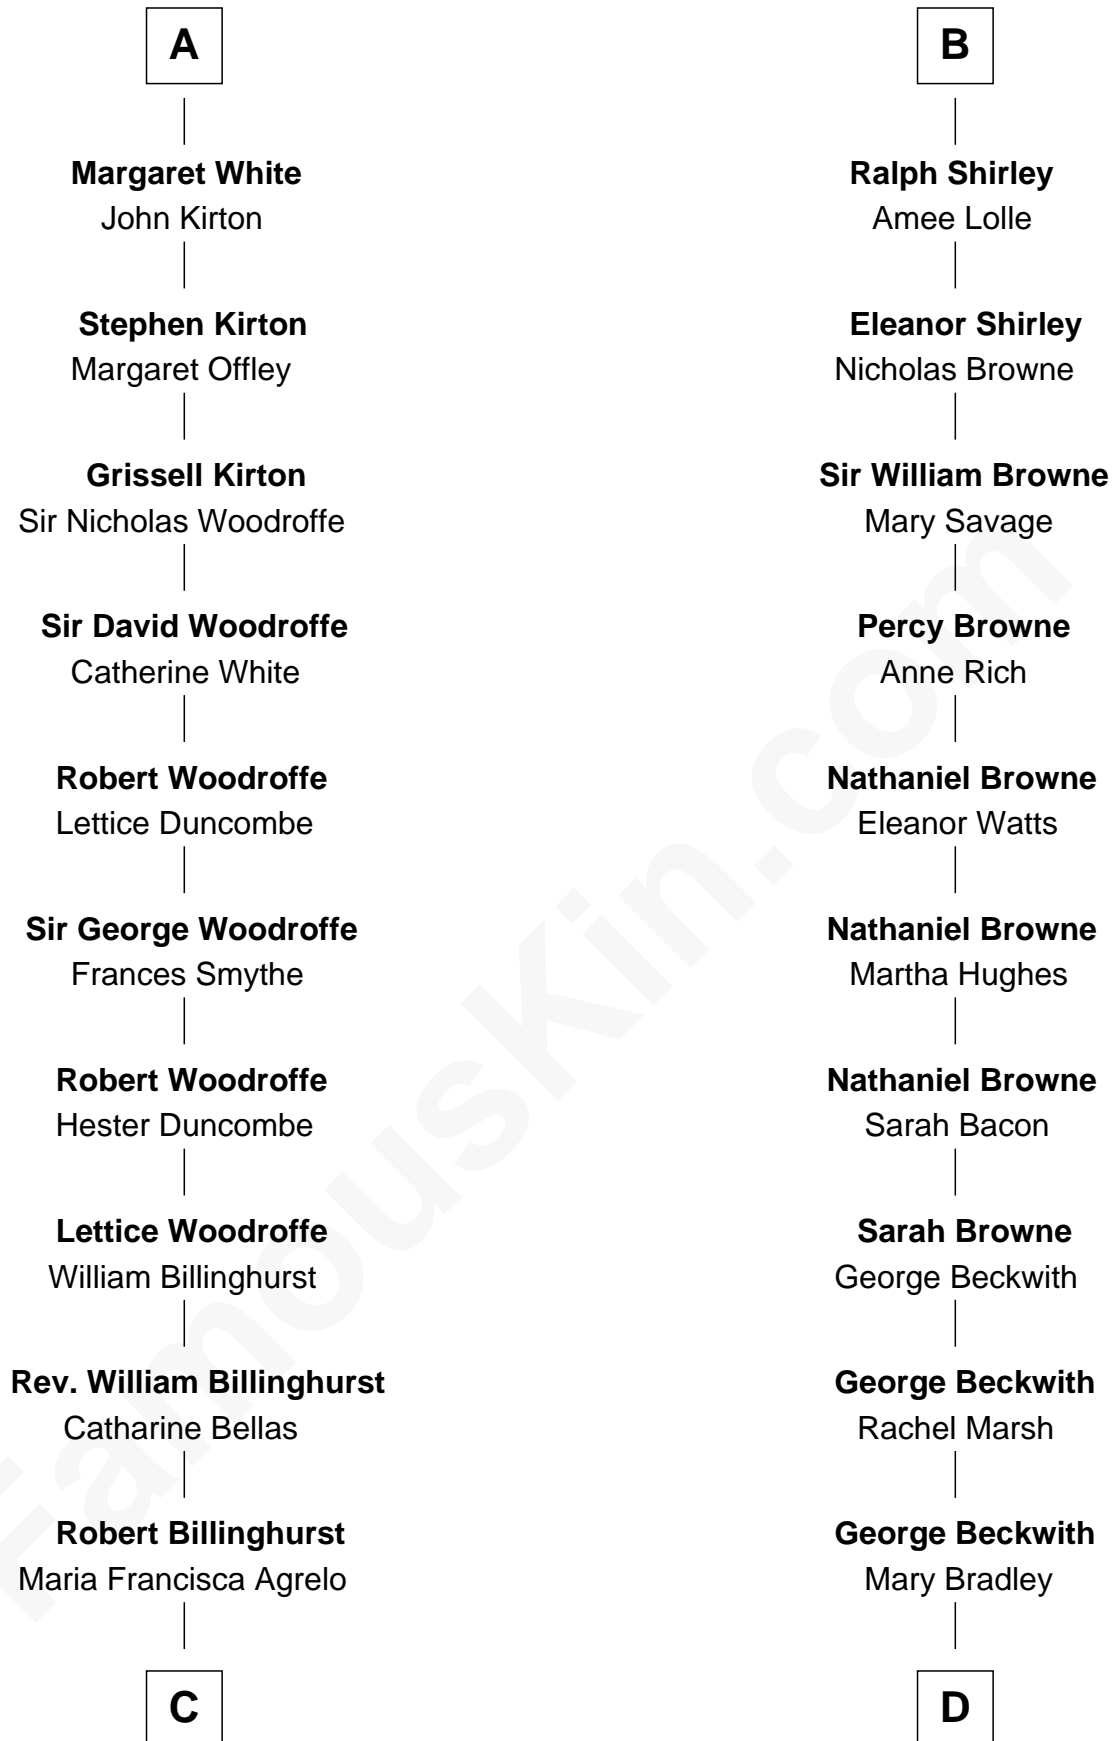 A
Margaret White
John Kirton
Stephen Kirton
Margaret Offley
Grissell Kirton
Sir Nicholas Woodroffe
Sir David Woodroffe
Catherine White
Robert Woodroffe
Lettice Duncombe
Sir George Woodroffe
Frances Smythe
Robert Woodroffe
Hester Duncombe
Lettice Woodroffe
William Billinghurst
Rev. William Billinghurst
Catharine Bellas
Robert Billinghurst
Maria Francisca Agrelo
C
B
Ralph Shirley
Amee Lolle
Eleanor Shirley
Nicholas Browne
Sir William Browne
Mary Savage
Percy Browne
Anne Rich
Nathaniel Browne
Eleanor Watts
Nathaniel Browne
Martha Hughes
Nathaniel Browne
Sarah Bacon
Sarah Browne
George Beckwith
George Beckwith
Rachel Marsh
George Beckwith
Mary Bradley
D
FamousKin.com